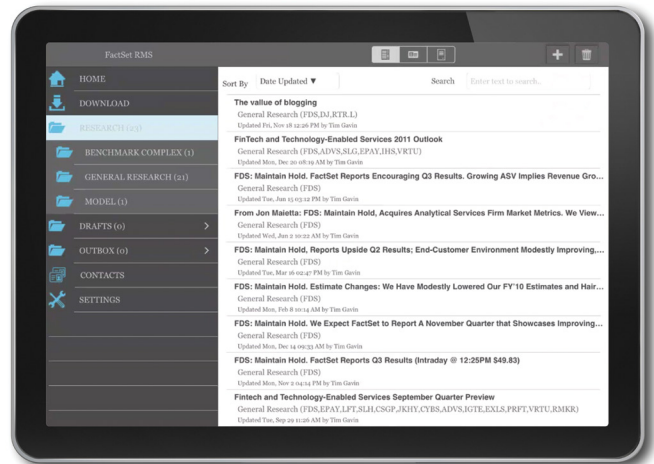 FactSet RMS
HOME
DOWNLOAD
RESEARCH (23)
BENCHMARK COMPLEX (1)
GENERAL RESEARCH (21)
MODEL (1)
DRAFTS (0)
OUTBOX (0)
CONTACTS
SETTINGS
Sort By Date Updated ▼ Search Enter text to search..
The value of blogging
General Research (FDS,DJ,RTR.L)
Updated Fri, Nov 18 12:26 PM by Tim Gavin
FinTech and Technology-Enabled Services 2011 Outlook
General Research (FDS,ADVS,SLG,EPAY,IHS,VRTU)
Updated Mon, Dec 20 08:19 AM by Tim Gavin
FDS: Maintain Hold. FactSet Reports Encouraging Q3 Results. Growing ASV Implies Revenue Gro...
General Research (FDS)
Updated Tue, Jun 15 03:12 PM by Tim Gavin
From Jon Maietta: FDS: Maintain Hold, Acquires Analytical Services Firm Market Metrics. We View...
General Research (FDS)
Updated Wed, Jun 2 10:22 AM by Tim Gavin
FDS: Maintain Hold, Reports Upside Q2 Results; End-Customer Environment Modestly Improving,...
General Research (FDS)
Updated Tue, Mar 16 02:47 PM by Tim Gavin
FDS: Maintain Hold. Estimate Changes: We Have Modestly Lowered Our FY'10 Estimates and Hair...
General Research (FDS)
Updated Mon, Feb 8 10:14 AM by Tim Gavin
FDS: Maintain Hold. We Expect FactSet to Report A November Quarter that Showcases Improving...
General Research (FDS)
Updated Mon, Dec 14 09:33 AM by Tim Gavin
FDS: Maintain Hold. FactSet Reports Q3 Results (Intraday @ 12:25PM $49.83)
General Research (FDS)
Updated Mon, Nov 2 04:14 PM by Tim Gavin
Fintech and Technology-Enabled Services September Quarter Preview
General Research (FDS,EPAY,LFT,SLH,CSGP,JKHY,CYBS,ADVS,IGTE,EXLS,PRFT,VRTU,RMKR)
Updated Tue, Sep 29 11:26 AM by Tim Gavin